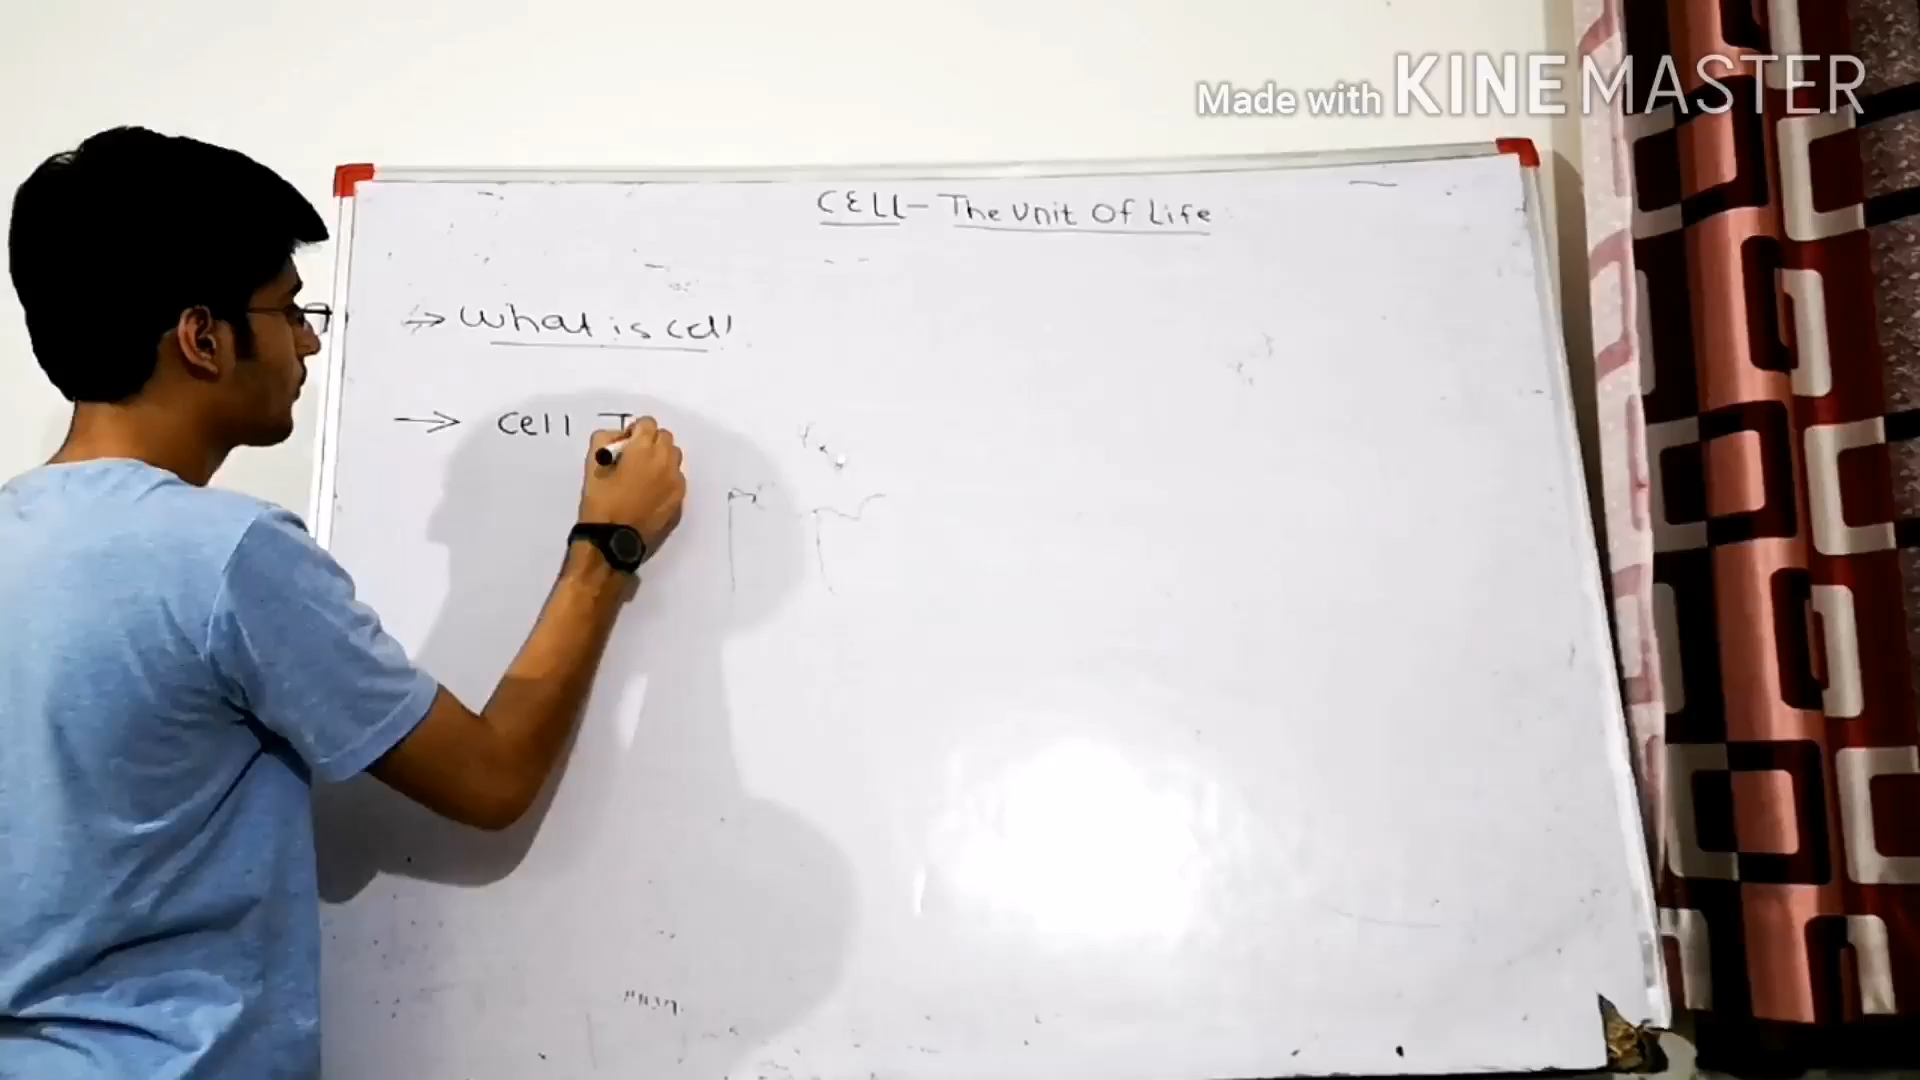 Made with KINEMASTER
CELL - The Unit Of Life
→ What is cell
→ cell T